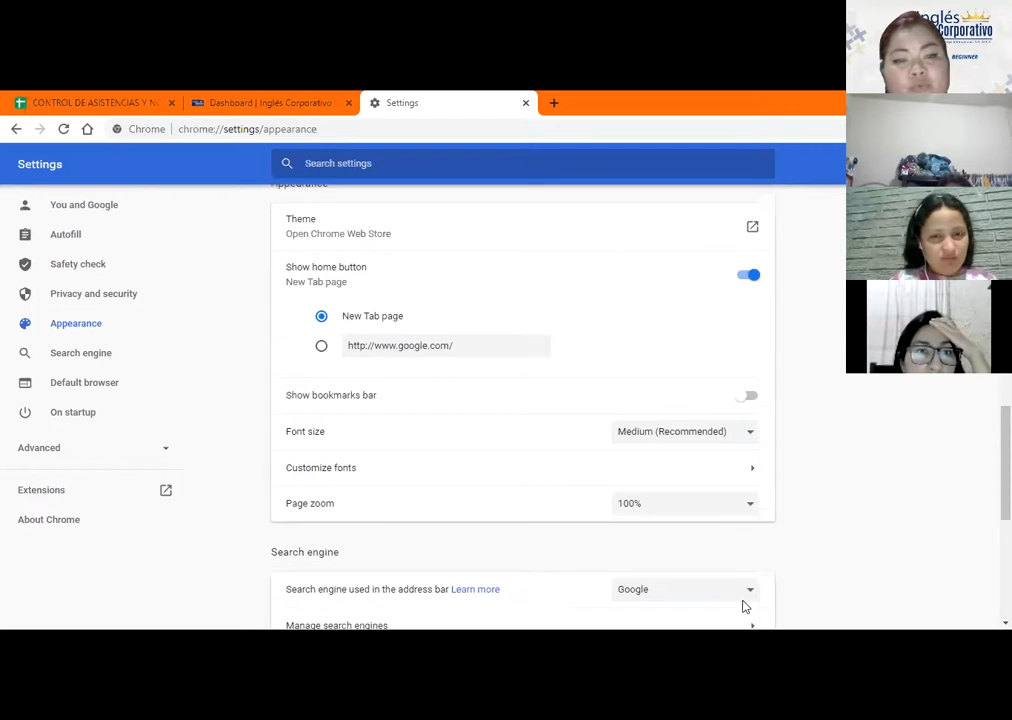 Inglés
Corporativo
BEGINNER
CONTROL DE ASISTENCIAS Y NO
Dashboard | Inglés Corporativo
Settings
Chrome
chrome://settings/appearance
Settings
Search settings
Appearance
You and Google
Autofill
Safety check
Privacy and security
Appearance
Search engine
Default browser
On startup
Advanced
Extensions
About Chrome
Theme
Open Chrome Web Store
Show home button
New Tab page
New Tab page
http://www.google.com/
Show bookmarks bar
Font size
Medium (Recommended)
Customize fonts
Page zoom
100%
Search engine
Search engine used in the address bar Learn more
Google
Manage search engines